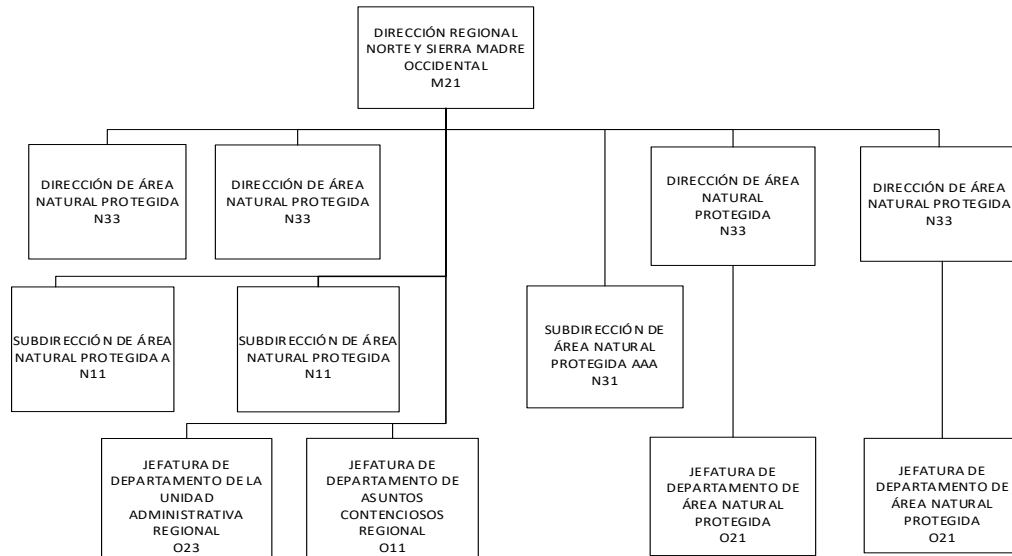 DIRECCIÓN REGIONAL
NORTE Y SIERRA MADRE
OCCIDENTAL
M21
DIRECCIÓN DE ÁREA
NATURAL PROTEGIDA
N33
DIRECCIÓN DE ÁREA
NATURAL PROTEGIDA
N33
DIRECCIÓN DE ÁREA
NATURAL
PROTEGIDA
N33
DIRECCIÓN DE ÁREA
NATURAL PROTEGIDA
N33
SUBDIRECCIÓN DE ÁREA
NATURAL PROTEGIDA A
N11
SUBDIRECCIÓN DE ÁREA
NATURAL PROTEGIDA
N11
SUBDIRECCIÓN DE
ÁREA NATURAL
PROTEGIDA AAA
N31
JEFATURA DE
DEPARTAMENTO DE LA
UNIDAD
ADMINISTRATIVA
REGIONAL
O23
JEFATURA DE
DEPARTAMENTO DE
ASUNTOS
CONTENCIOSOS
REGIONAL
O11
JEFATURA DE
DEPARTAMENTO DE
ÁREA NATURAL
PROTEGIDA
O21
JEFATURA DE
DEPARTAMENTO DE
ÁREA NATURAL
PROTEGIDA
O21